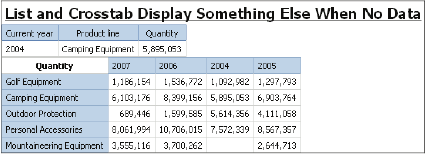 List and Crosstab Display Something Else When No Data
Current year Product line Quantity
2004 Camping Equipment 5,895,053
Quantity 2007 2006 2004 2005
Golf Equipment 1,186,154 1,536,772 1,092,982 1,297,793
Camping Equipment 6,103,176 8,399,156 5,895,053 6,903,764
Outdoor Protection 689,446 1,599,585 5,614,356 4,111,058
Personal Accessories 8,061,994 10,706,015 7,572,339 8,567,357
Mountaineering Equipment 3,555,116 3,700,262 2,644,713